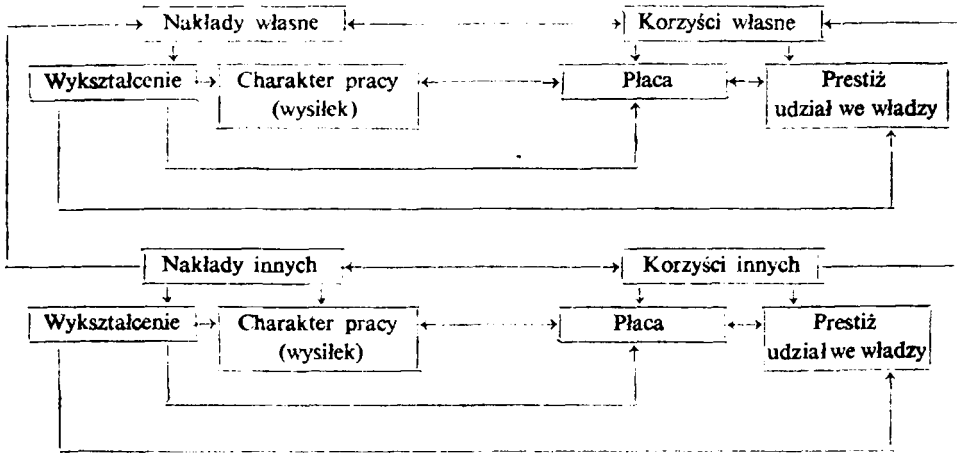 Nakłady własne
Korzyści własne
Wykształcenie
Charakter pracy
(wysiłek)
Płaca
Prestiż
udział we władzy
Nakłady innych
Korzyści innych
Wykształcenie
Charakter pracy
(wysiłek)
Płaca
Prestiż
udział we władzy